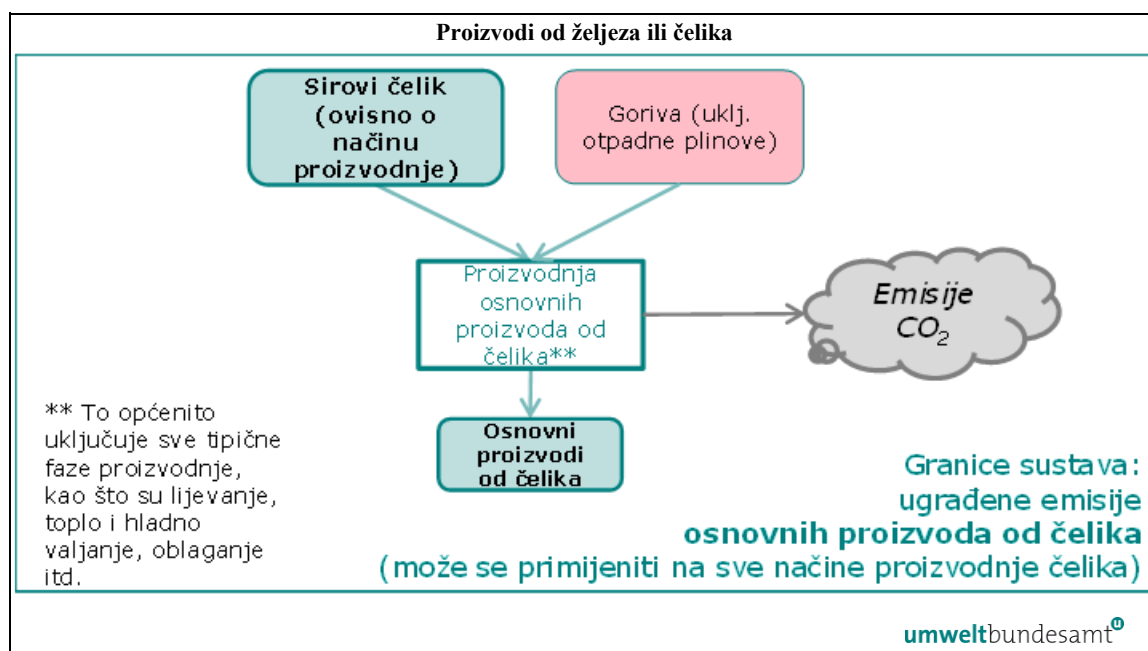 Proizvodi od željeza ili čelika
Sirovi čelik
(ovisno o
načinu
proizvodnje)
Goriva (uklj.
otpadne plinove)
Proizvodnja
osnovnih
proizvoda od
čelika**
Emisije
CO2
** To općenito
uključuje sve tipične
faze proizvodnje,
kao što su lijevanje,
toplo i hladno
valjanje, oblaganje
itd.
Osnovni
proizvodi
od čelika
Granice sustava:
ugrađene emisije
osnovnih proizvoda od čelika
(može se primijeniti na sve načine proizvodnje čelika)
umweltbundesamt u